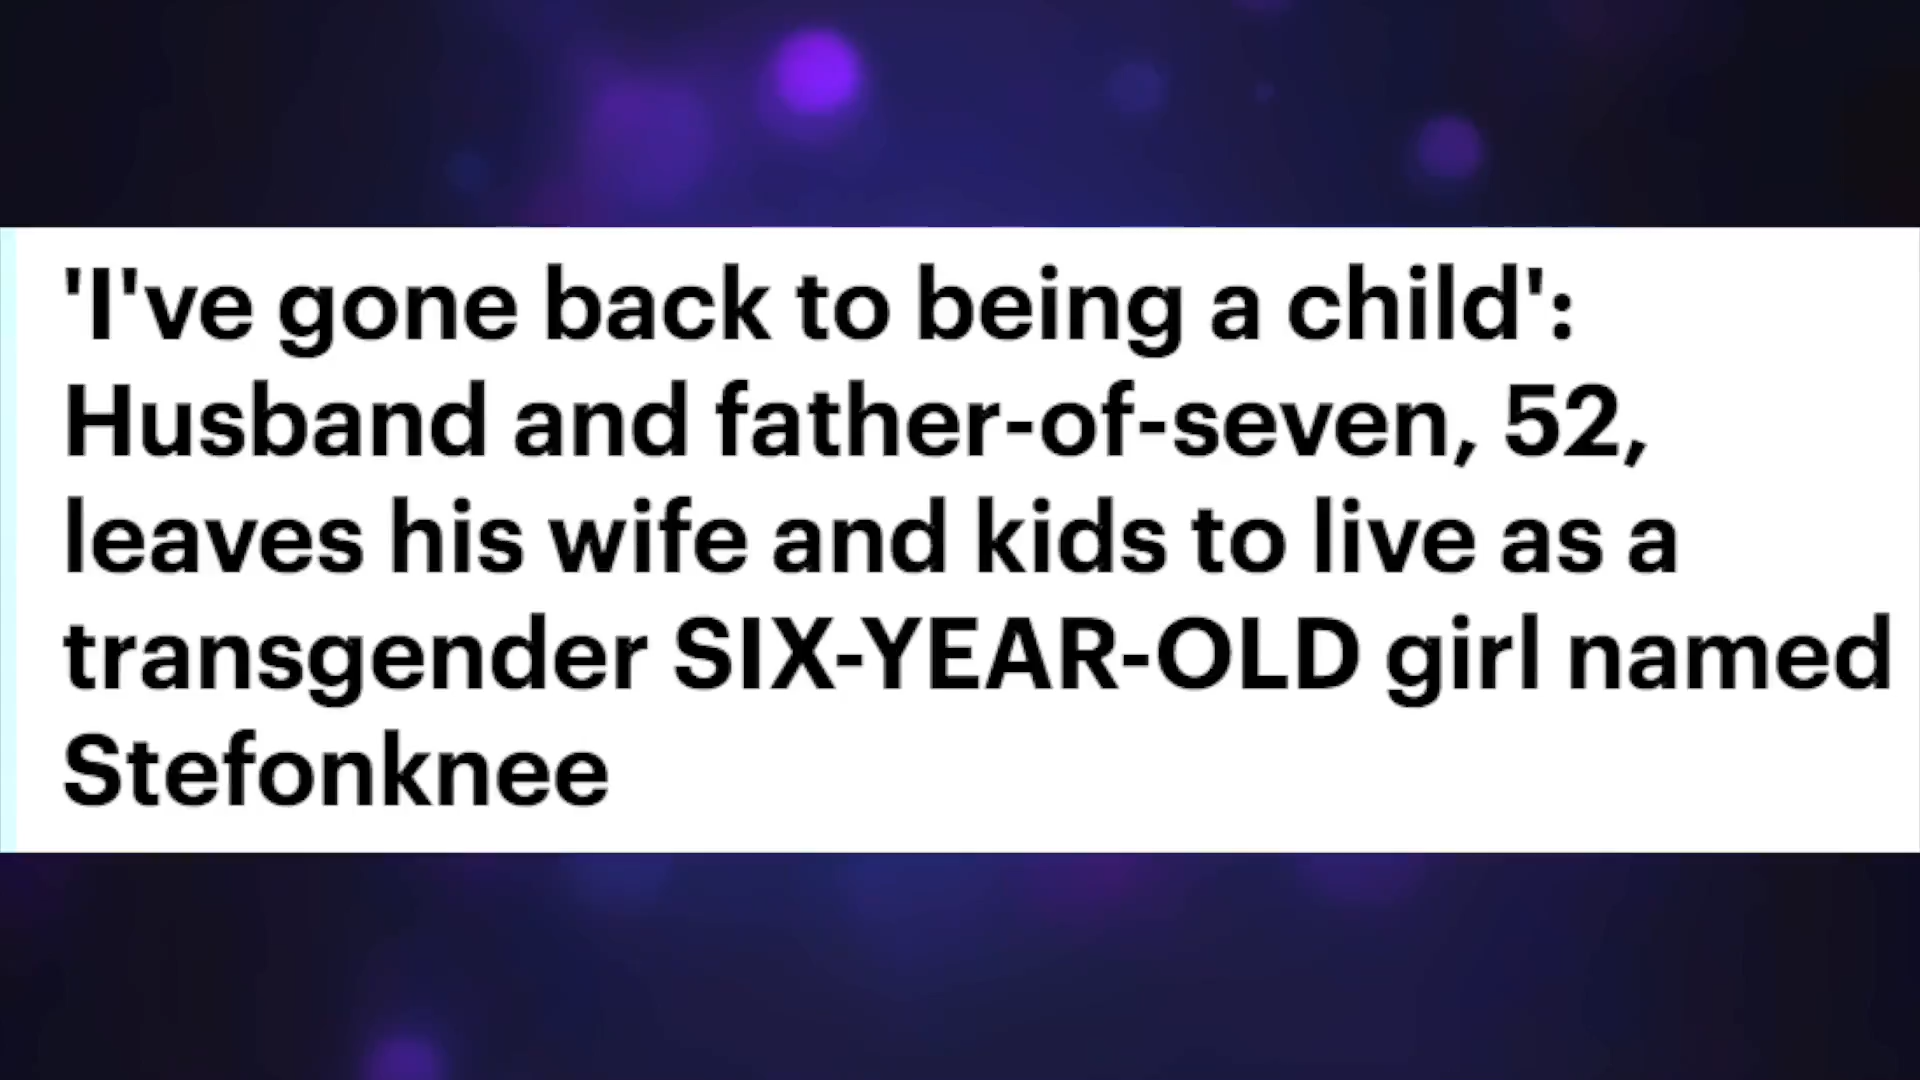 'I've gone back to being a child':
Husband and father-of-seven, 52,
leaves his wife and kids to live as a
transgender SIX-YEAR-OLD girl named
Stefonknee